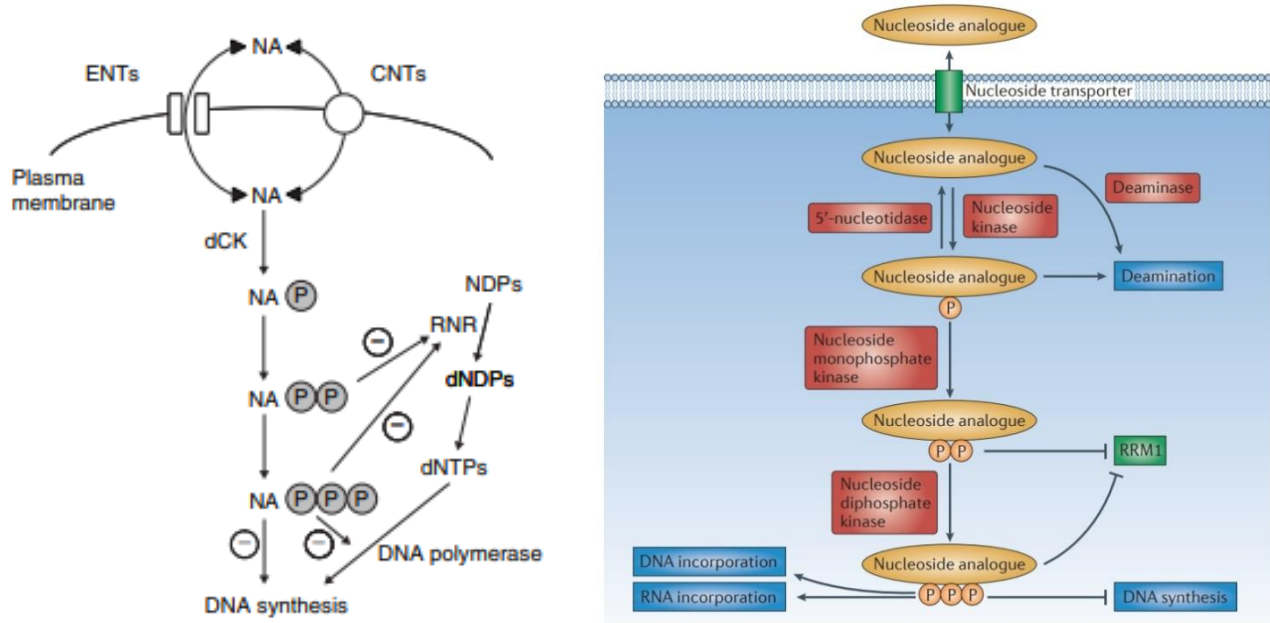 NA
ENTs
CNTs
Plasma
membrane
NA
dCK
NA P
NDPs
RNR
NA P P
dNDPs
dNTPs
NA P P P
DNA polymerase
DNA synthesis
Nucleoside analogue
Nucleoside transporter
Nucleoside analogue
Deaminase
5′-nucleotidase
Nucleoside
kinase
Nucleoside analogue
P
Deamination
Nucleoside
monophosphate
kinase
Nucleoside analogue
P P
RRM1
Nucleoside
diphosphate
kinase
Nucleoside analogue
P P P
DNA incorporation
RNA incorporation
DNA synthesis